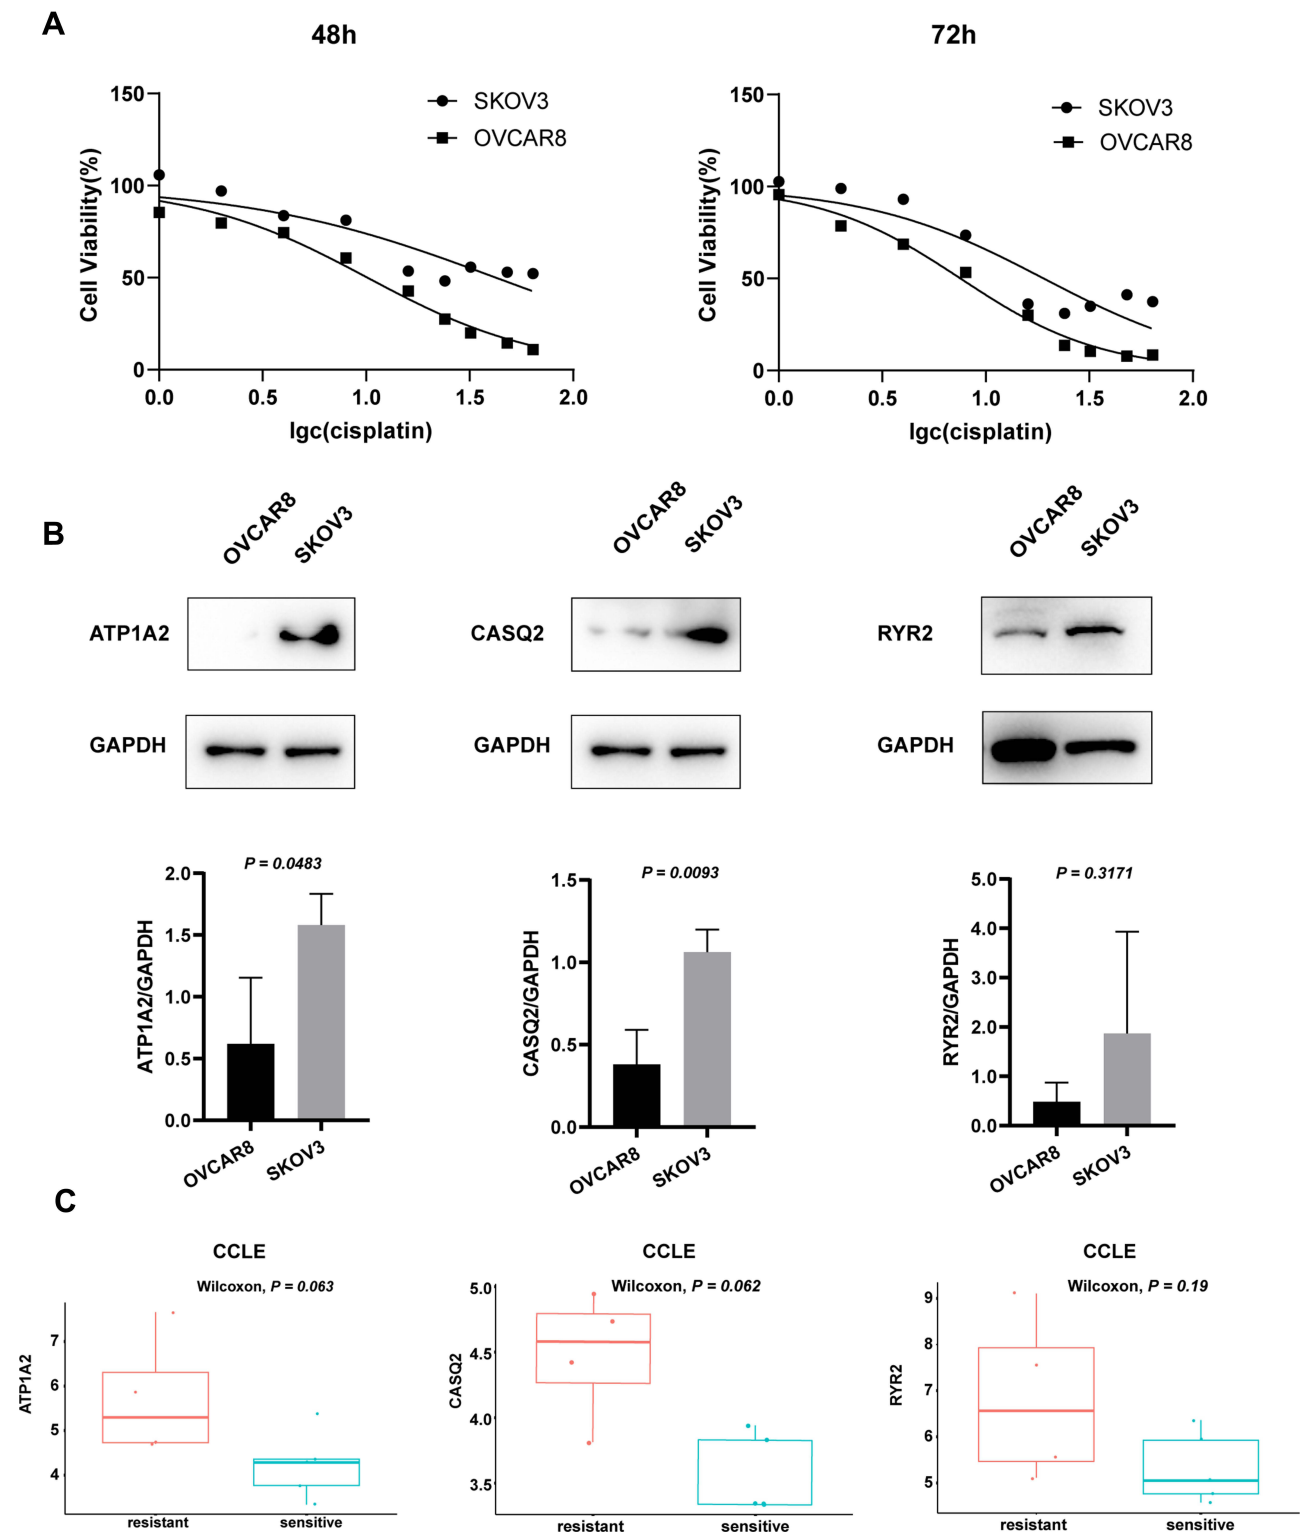 A
48h
72h
SKOV3
OVCAR8
SKOV3
OVCAR8
150
100
50
0
Cell Viability(%)
0.0 0.5 1.0 1.5 2.0
lgc(cisplatin)
150
100
50
0
Cell Viability(%)
0.0 0.5 1.0 1.5 2.0
lgc(cisplatin)
B
OVCAR8 SKOV3
OVCAR8 SKOV3
OVCAR8 SKOV3
ATP1A2
CASQ2
RYR2
GAPDH
GAPDH
GAPDH
P = 0.0483
2.0
1.5
1.0
0.5
0.0
ATP1A2/GAPDH
OVCAR8 SKOV3
P = 0.0093
1.5
1.0
0.5
0.0
CASQ2/GAPDH
OVCAR8 SKOV3
P = 0.3171
5.0
4.0
3.0
2.0
1.0
0.0
RYR2/GAPDH
OVCAR8 SKOV3
C
CCLE
Wilcoxon, P = 0.063
7
6
5
4
ATP1A2
resistant sensitive
CCLE
Wilcoxon, P = 0.062
5.0
4.5
4.0
3.5
CASQ2
resistant sensitive
CCLE
Wilcoxon, P = 0.19
9
8
7
6
5
RYR2
resistant sensitive